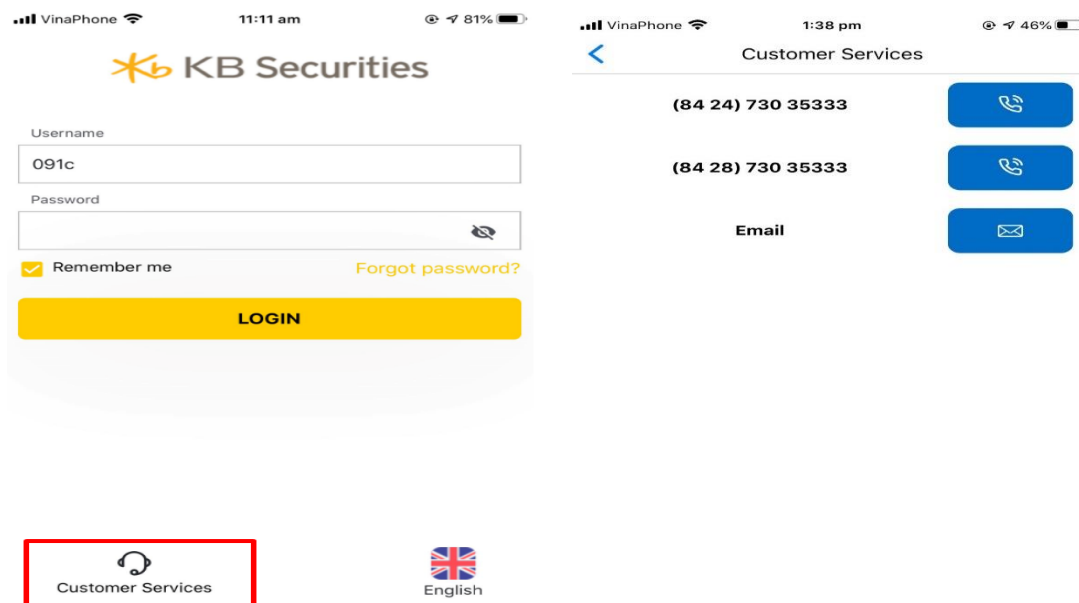 VinaPhone 11:11 am 81%
Kb KB Securities
Username
091c
Password
Remember me Forgot password?
LOGIN
Customer Services
English
VinaPhone 1:38 pm 46%
Customer Services
(84 24) 730 35333
(84 28) 730 35333
Email